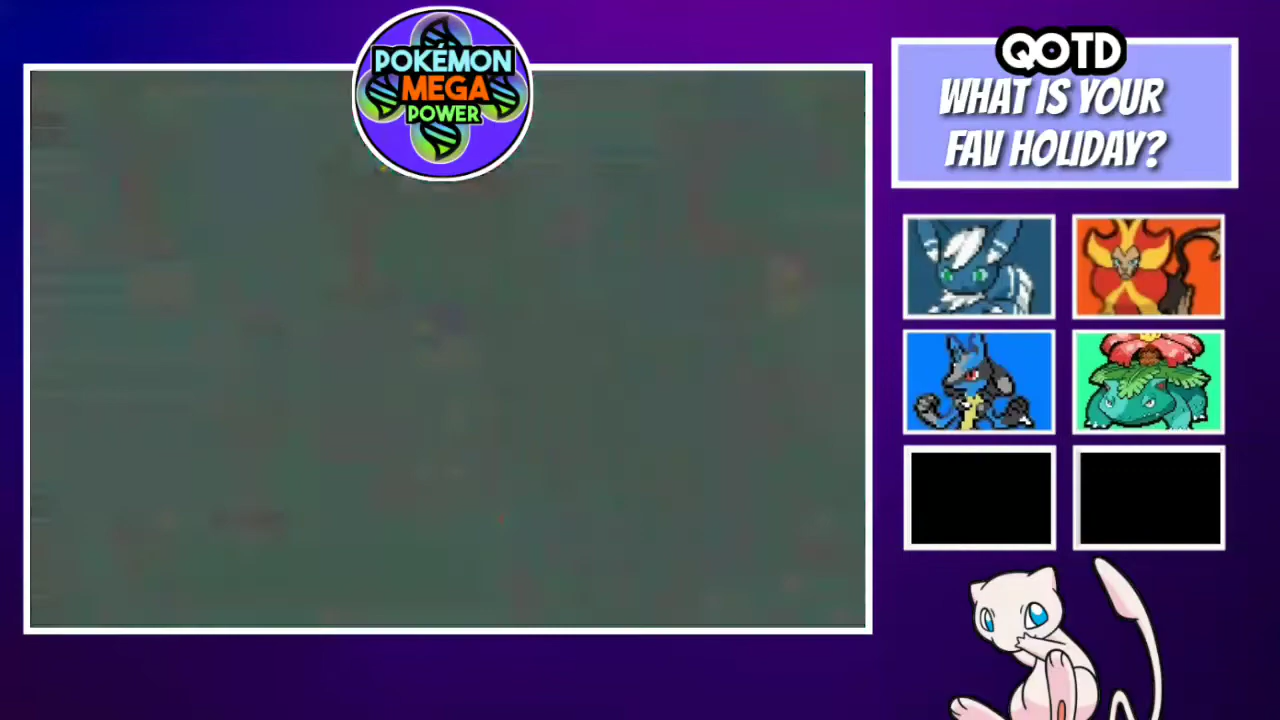 POKÉMON
MEGA
POWER
QOTD
WHAT IS YOUR
FAV HOLIDAY?